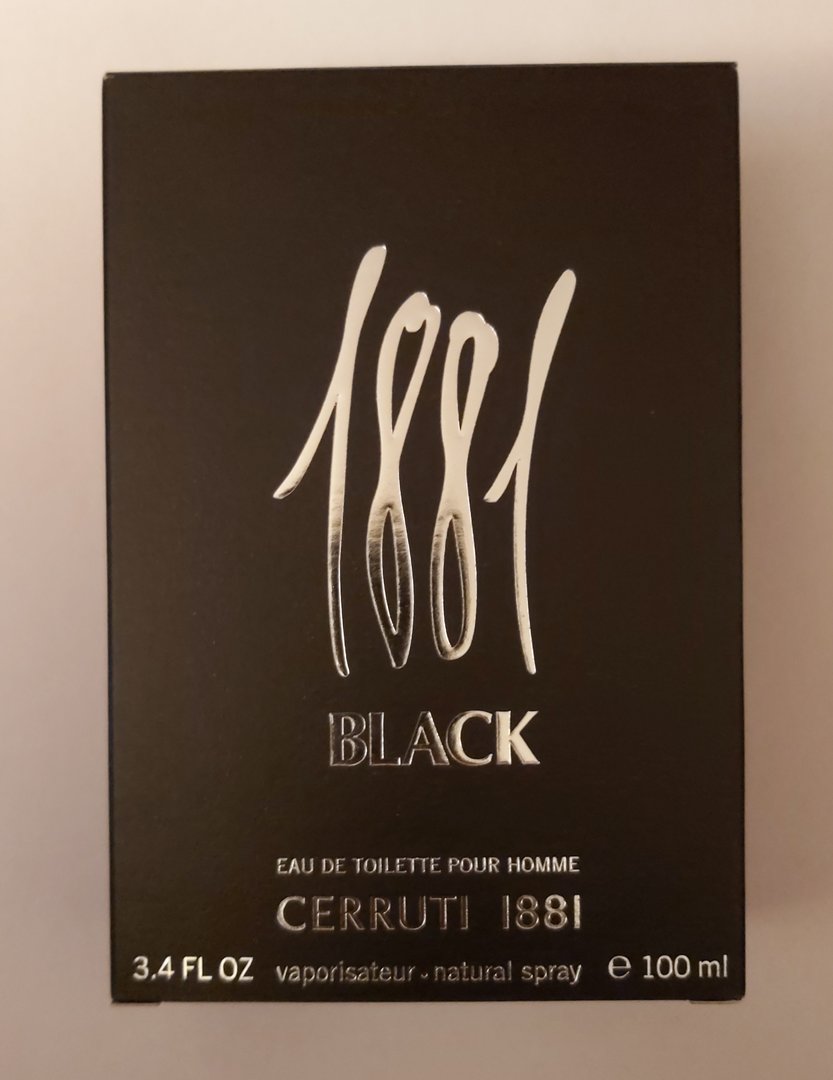 1881
BLACK
EAU DE TOILETTE POUR HOMME
CERRUTI 1881
3.4 FL OZ vaporisateur - natural spray ℮ 100 ml